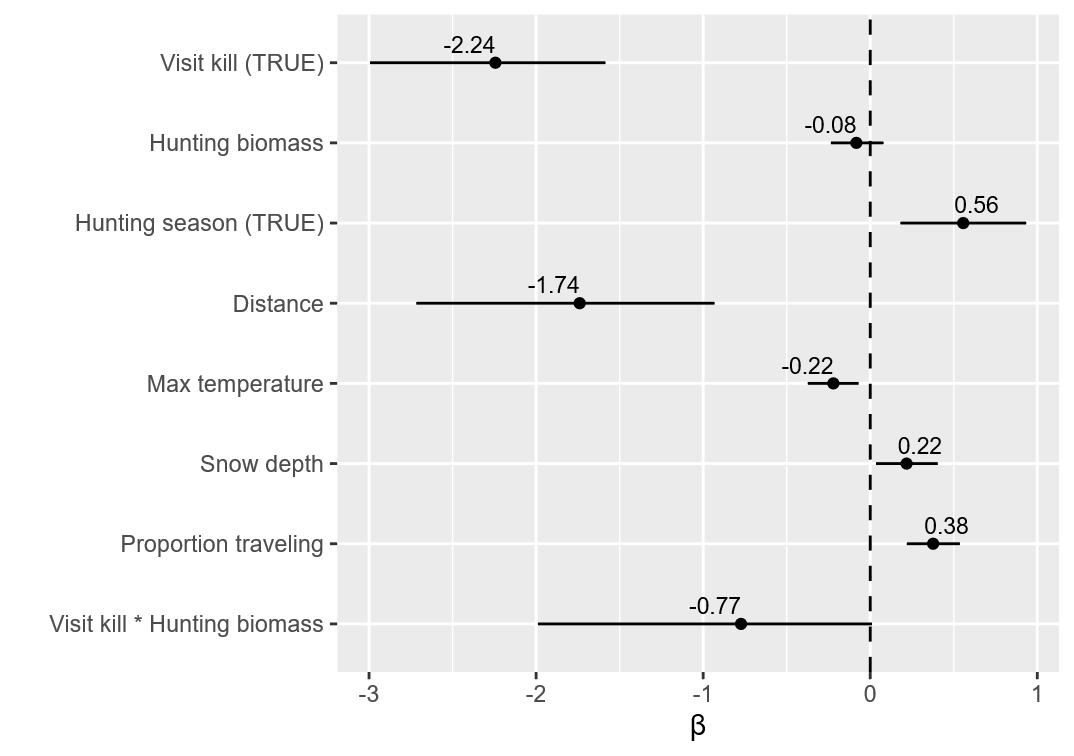 Visit kill (TRUE) -2.24
Hunting biomass -0.08
Hunting season (TRUE) 0.56
Distance -1.74
Max temperature -0.22
Snow depth 0.22
Proportion traveling 0.38
Visit kill * Hunting biomass -0.77
-3 -2 -1 0 1
β